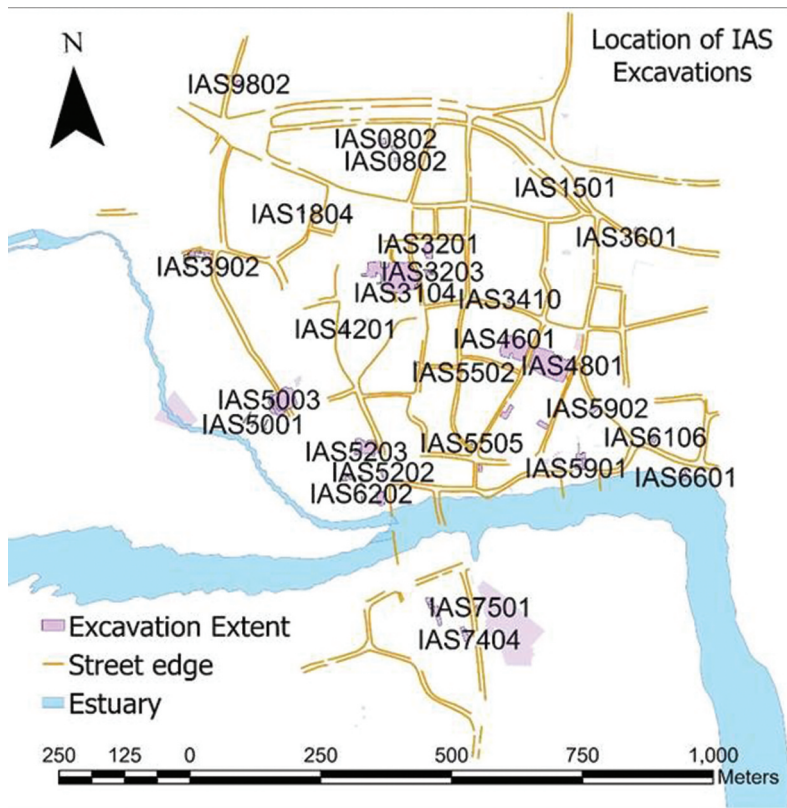 Location of IAS
Excavations
N
IAS9802
IAS0802
IAS0802
IAS1501
IAS1804
IAS3601
IAS3201
IAS3902
IAS3203
IAS3104
IAS3410
IAS4201
IAS4601
IAS4801
IAS5502
IAS5003
IAS5902
IAS5001
IAS6106
IAS5505
IAS5203
IAS5202
IAS5901
IAS6601
IAS6202
IAS7501
IAS7404
Excavation Extent
Street edge
Estuary
250 125 0 250 500 750 1,000
Meters